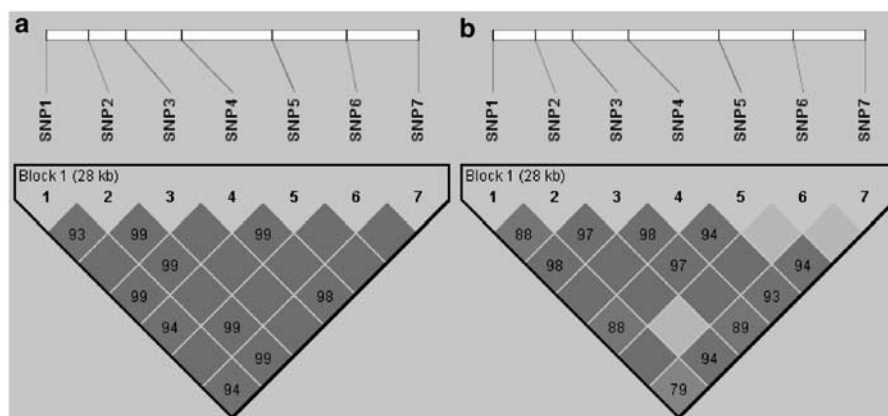 a
SNP1 SNP2 SNP3 SNP4 SNP5 SNP6 SNP7
Block 1 (28 kb)
1 2 3 4 5 6 7
93 99 99
99
99 98
94 99
99
94
b
SNP1 SNP2 SNP3 SNP4 SNP5 SNP6 SNP7
Block 1 (28 kb)
1 2 3 4 5 6 7
88 97 98 94
98 97 94
93
88 89
94
79